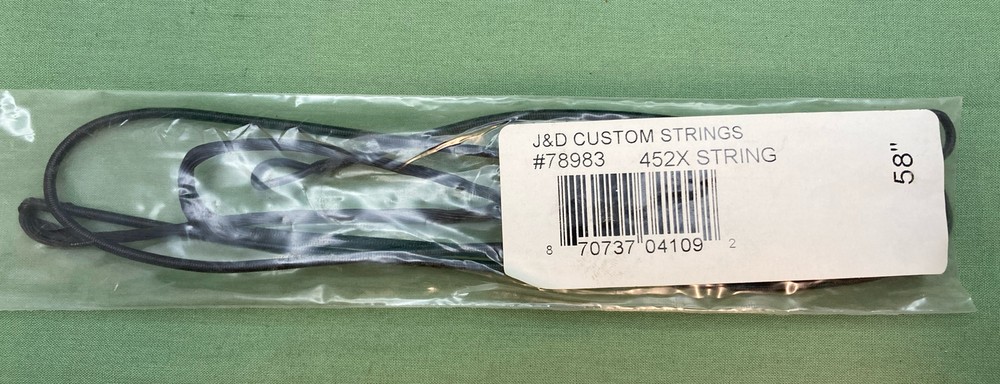 J&D CUSTOM STRINGS
#78983 452X STRING
58"
8 70737 04109 2